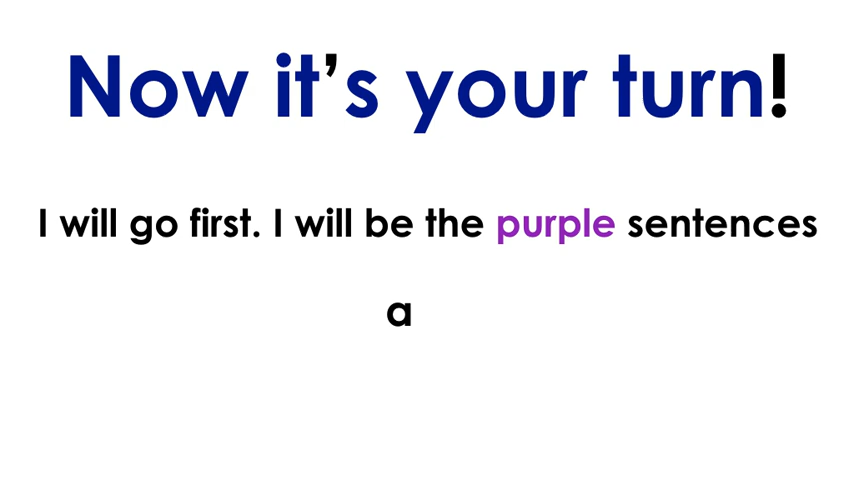 Now it’s your turn!
I will go first. I will be the purple sentences
a